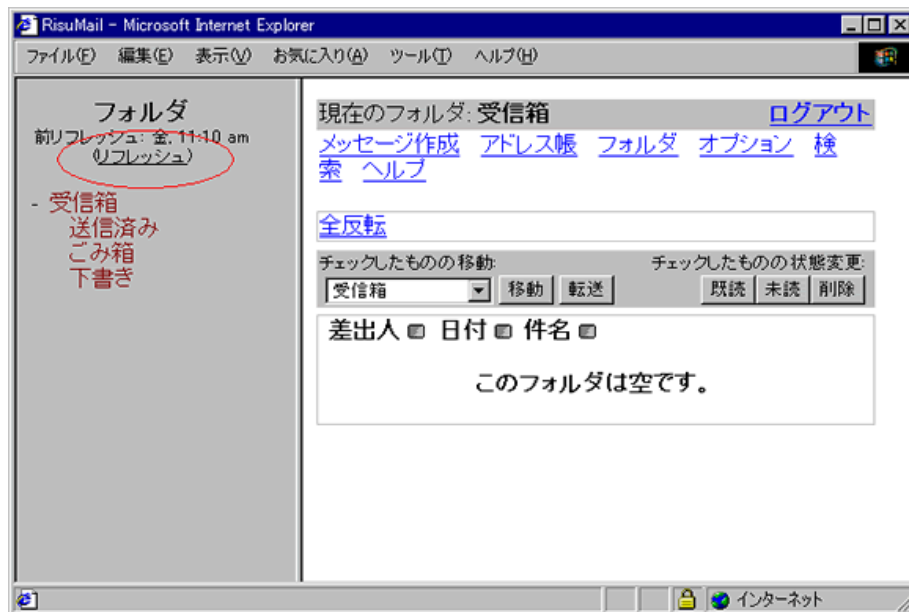 RisuMail - Microsoft Internet Explorer
ファイル(F) 編集(E) 表示(V) お気に入り(A) ツール(T) ヘルプ(H)
フォルダ
前リフレッシュ: 金, 11:10 am
(リフレッシュ)
- 受信箱
送信済み
ごみ箱
下書き
現在のフォルダ: 受信箱 ログアウト
メッセージ作成 アドレス帳 フォルダ オプション 検
索 ヘルプ
全反転
チェックしたものの移動: チェックしたものの状態変更:
受信箱 移動 転送 既読 未読 削除
差出人 日付 件名
このフォルダは空です。
インターネット